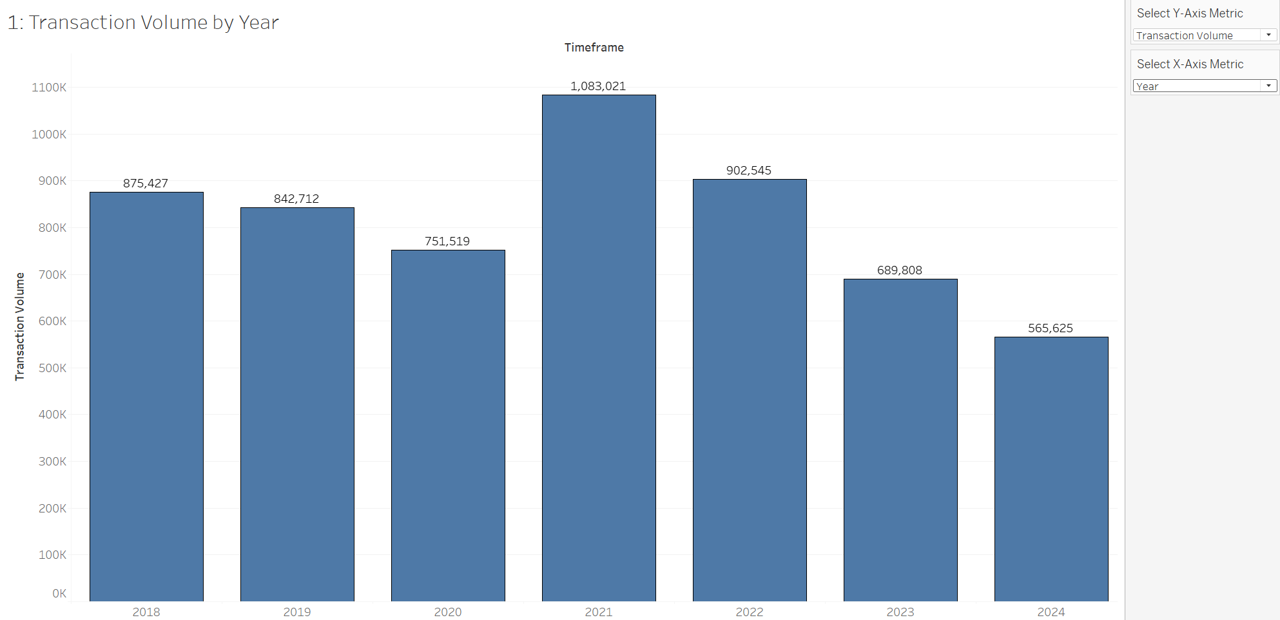 1: Transaction Volume by Year
Timeframe
Transaction Volume
1100K
1000K
900K
800K
700K
600K
500K
400K
300K
200K
100K
0K
875,427
842,712
751,519
1,083,021
902,545
689,808
565,625
2018
2019
2020
2021
2022
2023
2024
Select Y-Axis Metric
Transaction Volume
Select X-Axis Metric
Year